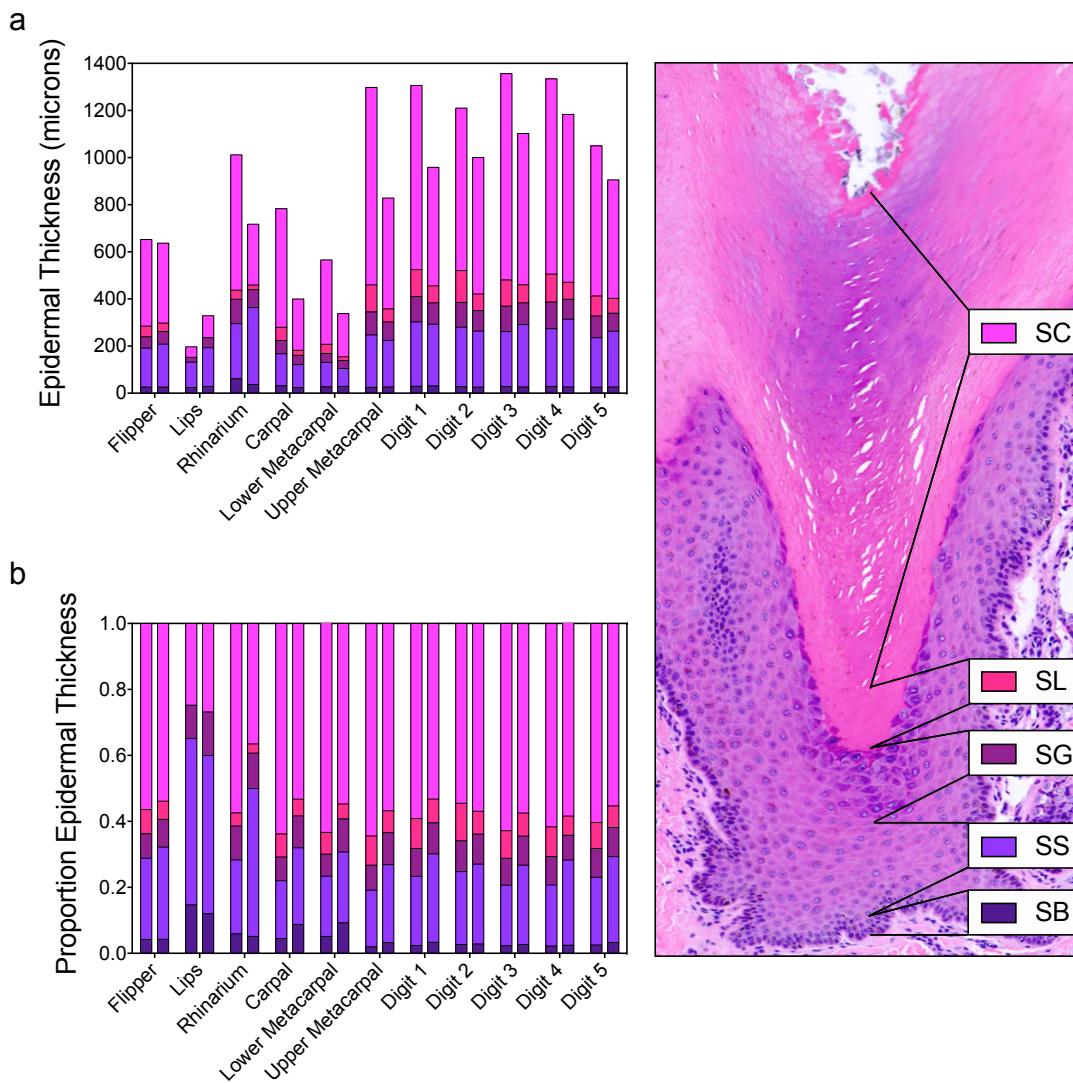 a
Epidermal Thickness (microns)
1400
1200
1000
800
600
400
200
0
Flipper
Lips
Rhinarium
Carpal
Lower Metacarpal
Upper Metacarpal
Digit 1
Digit 2
Digit 3
Digit 4
Digit 5
b
Proportion Epidermal Thickness
1.0
0.8
0.6
0.4
0.2
0.0
Flipper
Lips
Rhinarium
Carpal
Lower Metacarpal
Upper Metacarpal
Digit 1
Digit 2
Digit 3
Digit 4
Digit 5
SC
SL
SG
SS
SB